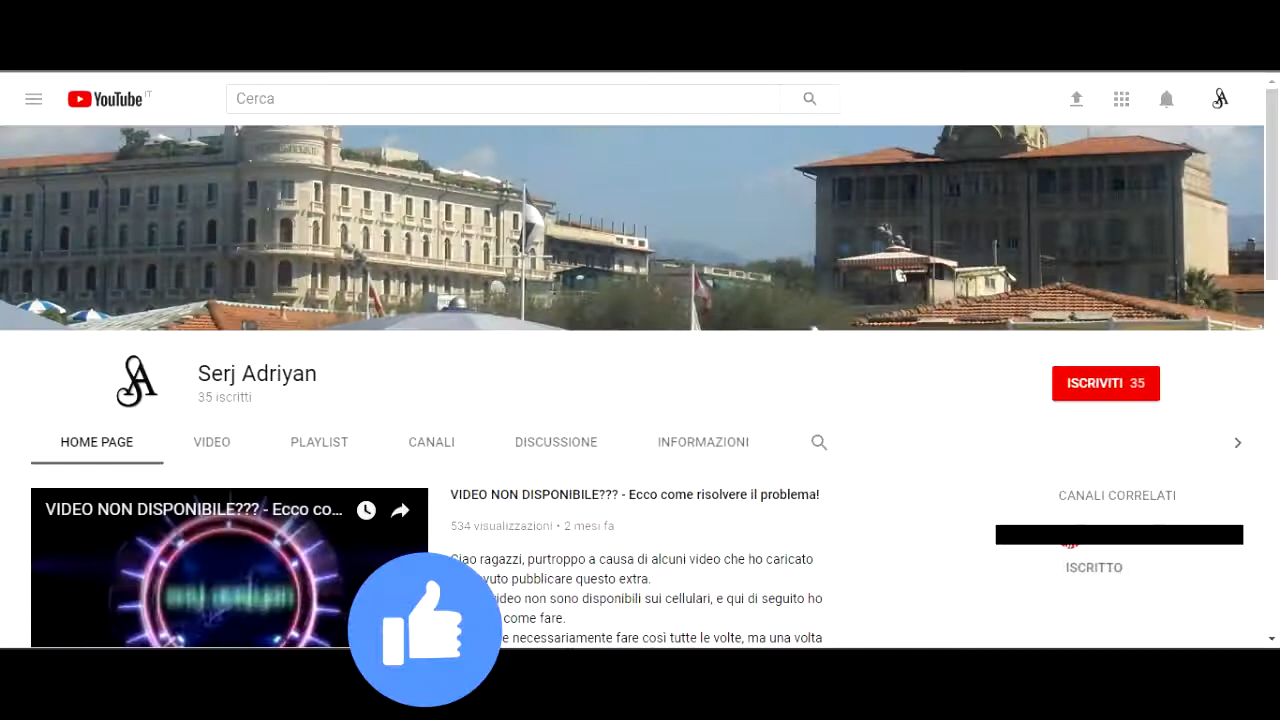 YouTube IT
Cerca
Serj Adriyan
35 iscritti
ISCRIVITI 35
HOME PAGE
VIDEO
PLAYLIST
CANALI
DISCUSSIONE
INFORMAZIONI
VIDEO NON DISPONIBILE??? - Ecco co...
VIDEO NON DISPONIBILE??? - Ecco come risolvere il problema!
534 visualizzazioni • 2 mesi fa
Ciao ragazzi, purtroppo a causa di alcuni video che ho caricato
pubblicare questo extra.
non sono disponibili sui cellulari, e qui di seguito ho
come fare.
necessariamente fare così tutte le volte, ma una volta
CANALI CORRELATI
ISCRITTO